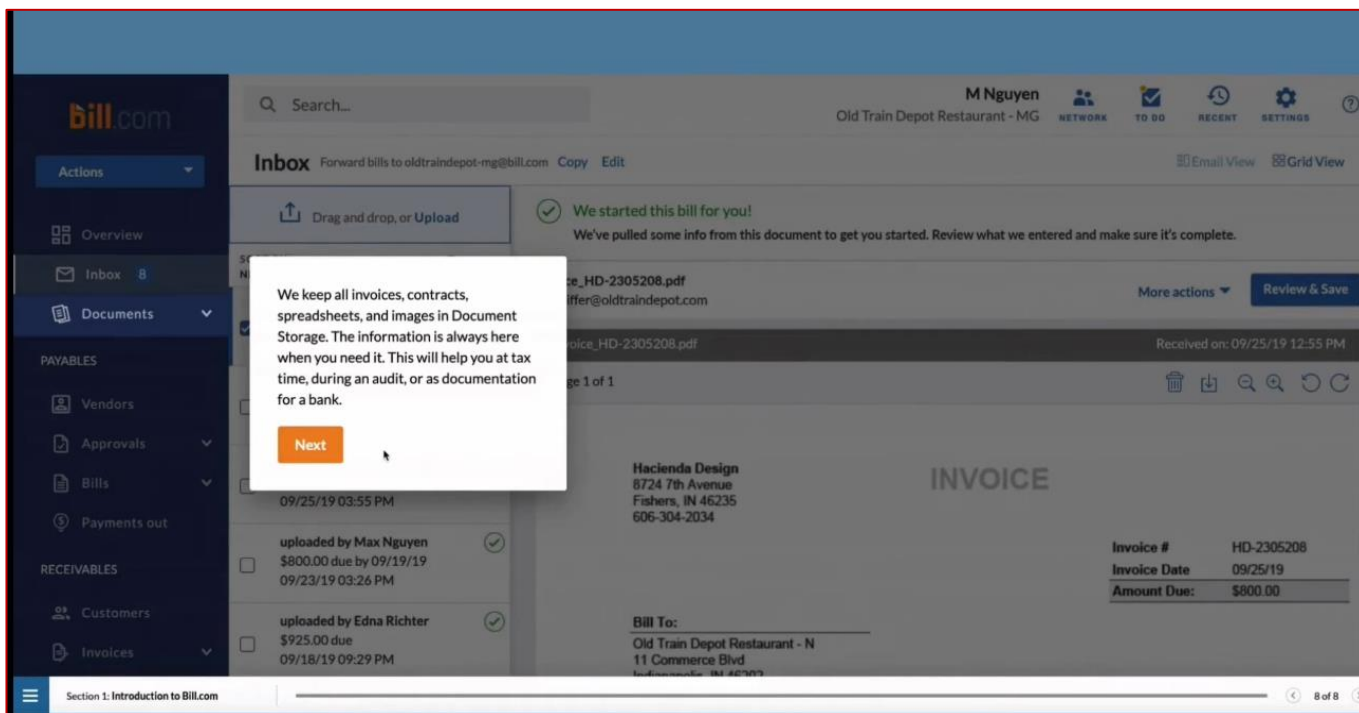 bill.com
Search...
M Nguyen
Old Train Depot Restaurant - MG
NETWORK
TO DO
RECENT
SETTINGS
Actions
Inbox Forward bills to oldtraindepot-mg@bill.com Copy Edit
Email View Grid View
Drag and drop, or Upload
We started this bill for you!
We've pulled some info from this document to get you started. Review what we entered and make sure it's complete.
Overview
Inbox 8
Documents
PAYABLES
Vendors
Approvals
Bills
Payments out
RECEIVABLES
Customers
Invoices
We keep all invoices, contracts,
spreadsheets, and images in Document
Storage. The information is always here
when you need it. This will help you at tax
time, during an audit, or as documentation
for a bank.
Next
09/25/19 03:55 PM
uploaded by Max Nguyen
$800.00 due by 09/19/19
09/23/19 03:26 PM
uploaded by Edna Richter
$925.00 due
09/18/19 09:29 PM
ce_HD-2305208.pdf
iffer@oldtraindepot.com
More actions
Review & Save
voice_HD-2305208.pdf
Received on: 09/25/19 12:55 PM
ge 1 of 1
Hacienda Design
8724 7th Avenue
Fishers, IN 46235
606-304-2034
INVOICE
Invoice # HD-2305208
Invoice Date 09/25/19
Amount Due: $800.00
Bill To:
Old Train Depot Restaurant - N
11 Commerce Blvd
Section 1: Introduction to Bill.com
8 of 8